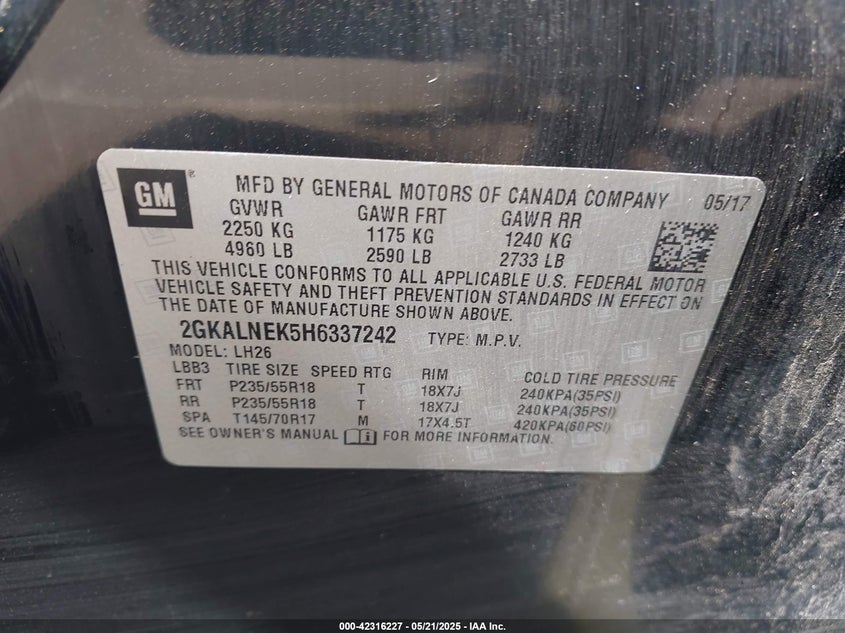 GM ®
MFD BY GENERAL MOTORS OF CANADA COMPANY 05/17
GVWR GAWR FRT GAWR RR
2250 KG 1175 KG 1240 KG
4960 LB 2590 LB 2733 LB
THIS VEHICLE CONFORMS TO ALL APPLICABLE U.S. FEDERAL MOTOR
VEHICLE SAFETY AND THEFT PREVENTION STANDARDS IN EFFECT ON
THE DATE OF MANUFACTURE SHOWN ABOVE.
2GKALNEK5H6337242 TYPE: M.P.V.
MODEL: LH26
LBB3 TIRE SIZE SPEED RTG RIM COLD TIRE PRESSURE
FRT P235/55R18 T 18X7J 240KPA(35PSI)
RR P235/55R18 T 18X7J 240KPA(35PSI)
SPA T145/70R17 M 17X4.5T 420KPA(60PSI)
SEE OWNER'S MANUAL i FOR MORE INFORMATION.
000-42316227 - 05/21/2025 - IAA Inc.